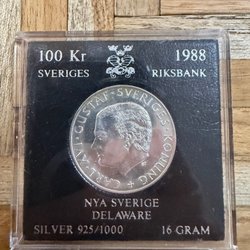 100 Kr 1988
SVERIGES RIKSBANK
CARL XVI GUSTAF · SVERIGES KONUNG
NYA SVERIGE
DELAWARE
SILVER 925/1000 16 GRAM